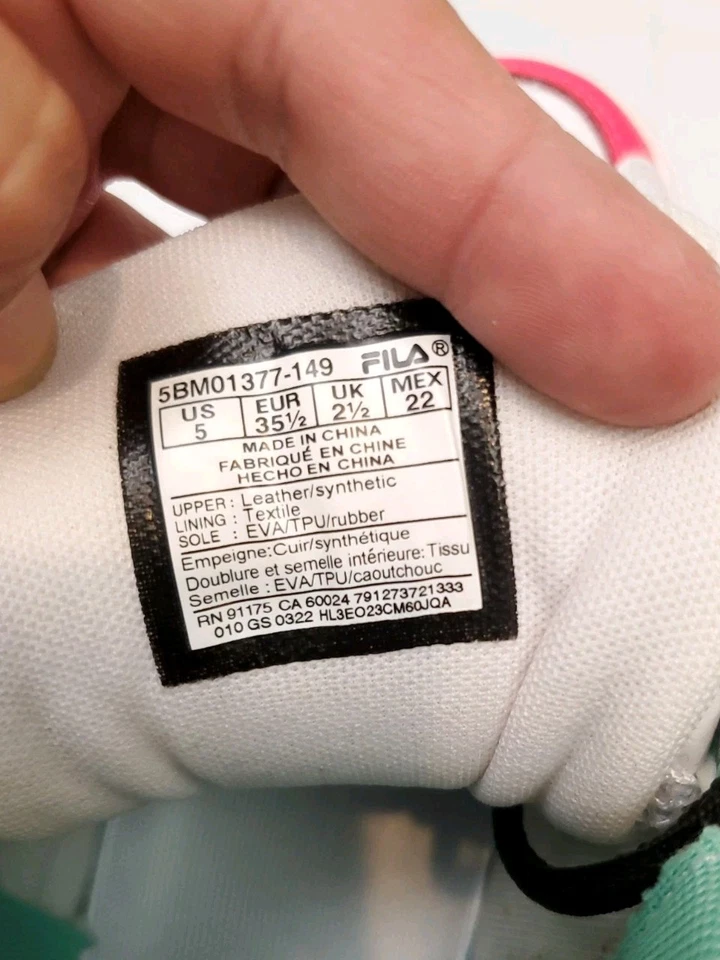 5BM01377-149 FILA®
US EUR UK MEX
5 35½ 2½ 22
MADE IN CHINA
FABRIQUÉ EN CHINE
HECHO EN CHINA
UPPER: Leather/synthetic
LINING : Textile
SOLE : EVA/TPU/rubber
Empeigne:Cuir/synthétique
Doublure et semelle intérieure: Tissu
Semelle : EVA/TPU/caoutchouc
RN 91175 CA 60024 791273721333
010 GS 0322 HL3EO23CM60JQA